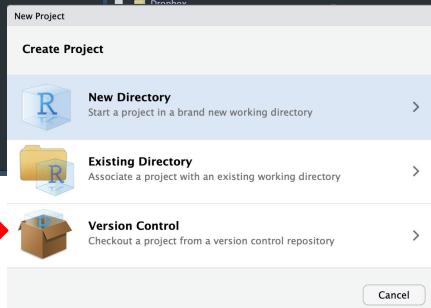 Dropbox
New Project
Create Project
R
New Directory
Start a project in a brand new working directory
R
Existing Directory
Associate a project with an existing working directory
Version Control
Checkout a project from a version control repository
Cancel